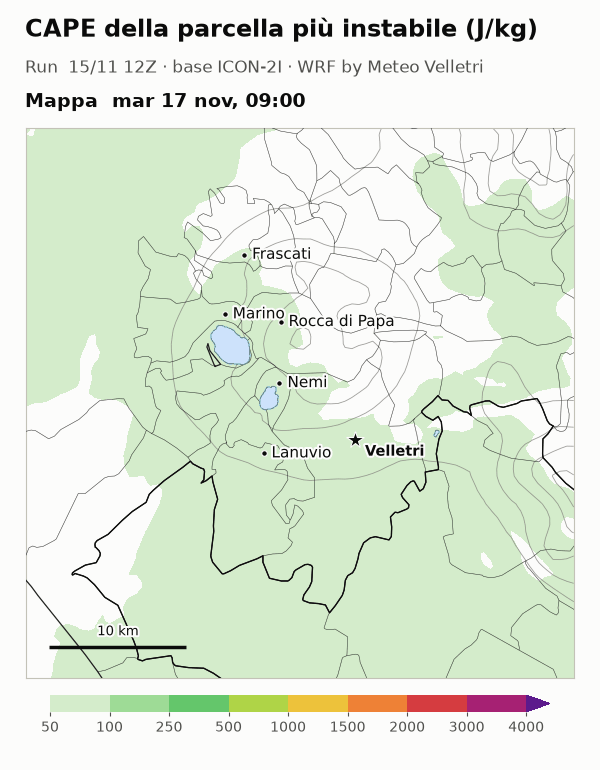 CAPE della parcella più instabile (J/kg)
Run 15/11 12Z · base ICON-2I · WRF by Meteo Velletri
Mappa mar 17 nov, 09:00
Frascati
Marino
Rocca di Papa
Nemi
Velletri
Lanuvio
10 km
50 100 250 500 1000 1500 2000 3000 4000